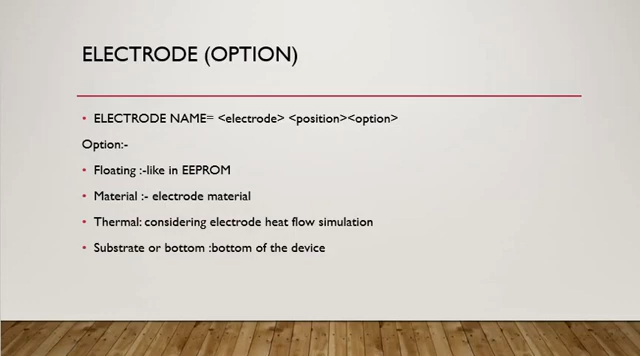 ELECTRODE (OPTION)
ELECTRODE NAME= <electrode> <position><option>
Option:-
Floating :-like in EEPROM
Material :- electrode material
Thermal: considering electrode heat flow simulation
Substrate or bottom :bottom of the device